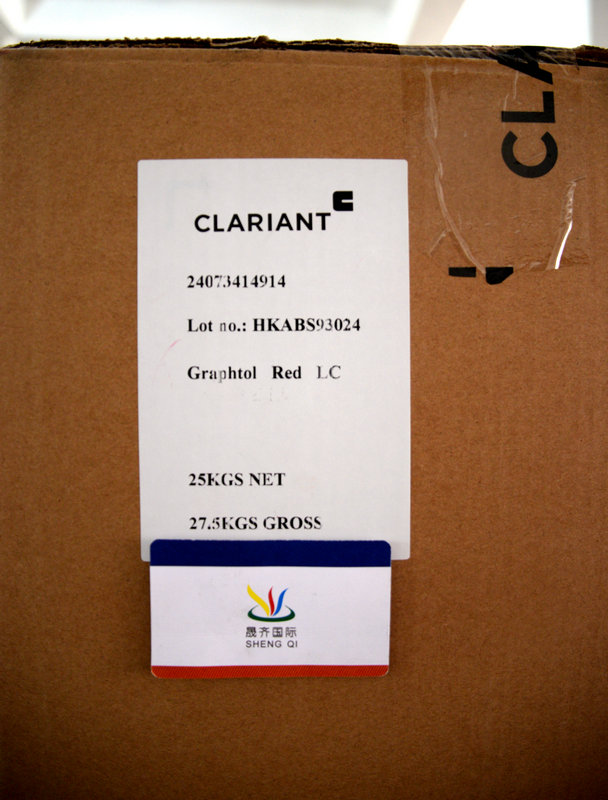 CLA
CLARIANT
24073414914
Lot no.: HKABS93024
Graphtol Red LC
25KGS NET
27.5KGS GROSS
晟齐国际
SHENG QI